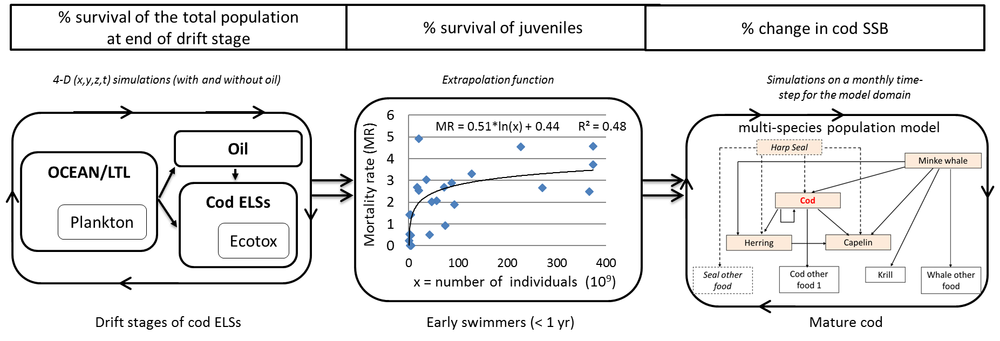 % survival of the total population
at end of drift stage
% survival of juveniles
% change in cod SSB
4-D (x,y,z,t) simulations (with and without oil)
OCEAN/LTL
Plankton
Oil
Cod ELSs
Ecotox
Drift stages of cod ELSs
Extrapolation function
MR = 0.51*ln(x) + 0.44
R² = 0.48
Mortality rate (MR)
6
5
4
3
2
1
0
0
100
200
300
400
x = number of individuals (10⁹)
Early swimmers (< 1 yr)
Simulations on a monthly time-
step for the model domain
multi-species population model
Harp Seal
Minke whale
Cod
Herring
Capelin
Seal other
food
Cod other
food 1
Krill
Whale other
food
Mature cod